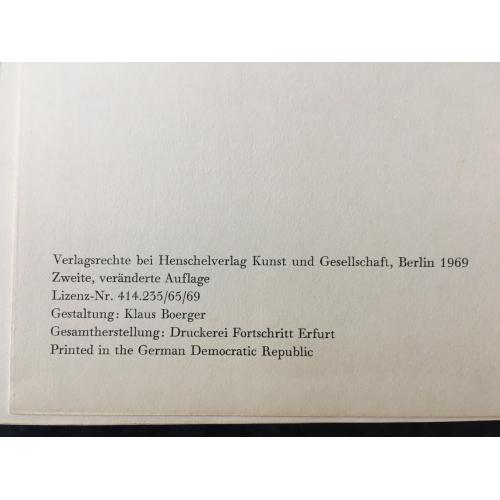 Verlagsrechte bei Henschelverlag Kunst und Gesellschaft, Berlin 1969
Zweite, veränderte Auflage
Lizenz-Nr. 414.235/65/69
Gestaltung: Klaus Boerger
Gesamtherstellung: Druckerei Fortschritt Erfurt
Printed in the German Democratic Republic